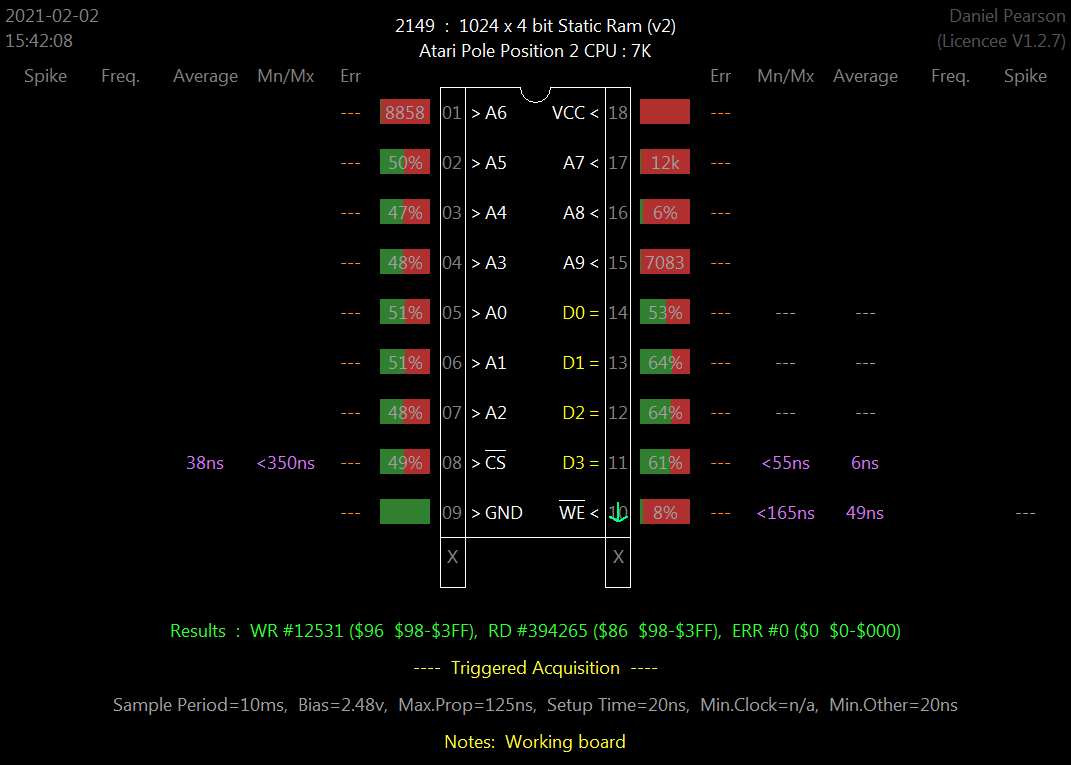 2021-02-02 2149 : 1024 x 4 bit Static Ram (v2) Daniel Pearson
15:42:08 Atari Pole Position 2 CPU : 7K (Licencee V1.2.7)
Spike Freq. Average Mn/Mx Err Err Mn/Mx Average Freq. Spike
--- 8858 01 > A6 VCC < 18 ---
--- 50% 02 > A5 A7 < 17 12k ---
--- 47% 03 > A4 A8 < 16 6% ---
--- 48% 04 > A3 A9 < 15 7083 ---
--- 51% 05 > A0 D0 = 14 53% --- --- ---
--- 51% 06 > A1 D1 = 13 64% --- --- ---
--- 48% 07 > A2 D2 = 12 64% --- --- ---
38ns <350ns --- 49% 08 > C̅S̅ D3 = 11 61% --- <55ns 6ns
--- 09 > GND W̅E̅ < 10 8% --- <165ns 49ns ---
X X
Results : WR #12531 ($96 $98-$3FF), RD #394265 ($86 $98-$3FF), ERR #0 ($0 $0-$000)
---- Triggered Acquisition ----
Sample Period=10ms, Bias=2.48v, Max.Prop=125ns, Setup Time=20ns, Min.Clock=n/a, Min.Other=20ns
Notes: Working board